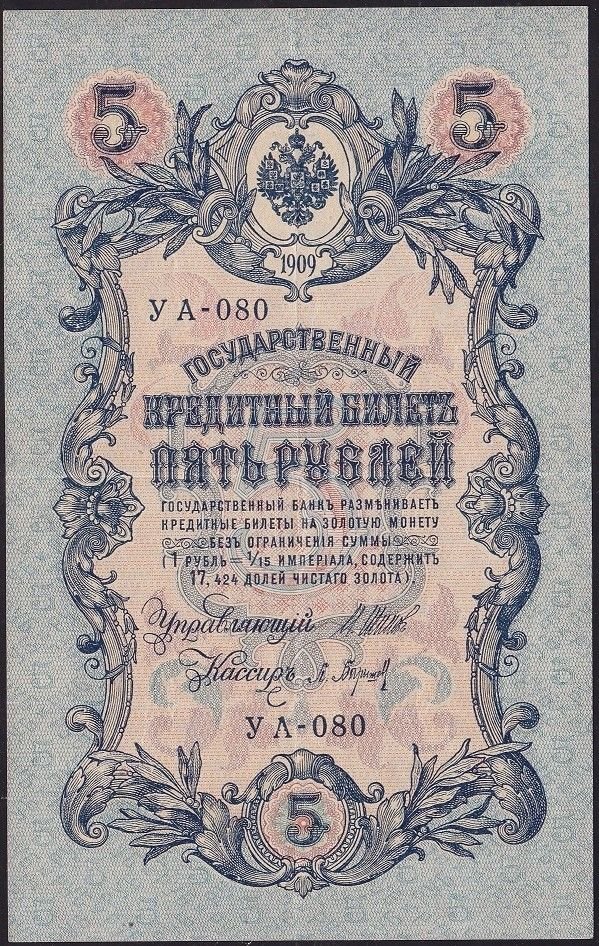 5 5
1909
УА-080
ГОСУДАРСТВЕННЫЙ
КРЕДИТНЫЙ БИЛЕТЪ
ПЯТЬ РУБЛЕЙ
ГОСУДАРСТВЕННЫЙ БАНКЪ РАЗМѢНИВАЕТЪ
КРЕДИТНЫЕ БИЛЕТЫ НА ЗОЛОТУЮ МОНЕТУ
БЕЗЪ ОГРАНИЧЕНІЯ СУММЫ
(1 РУБЛЬ = 1/15 ИМПЕРІАЛА, СОДЕРЖИТЪ
17,424 ДОЛЕЙ ЧИСТАГО ЗОЛОТА).
Управляющій
Кассиръ
УА-080
5